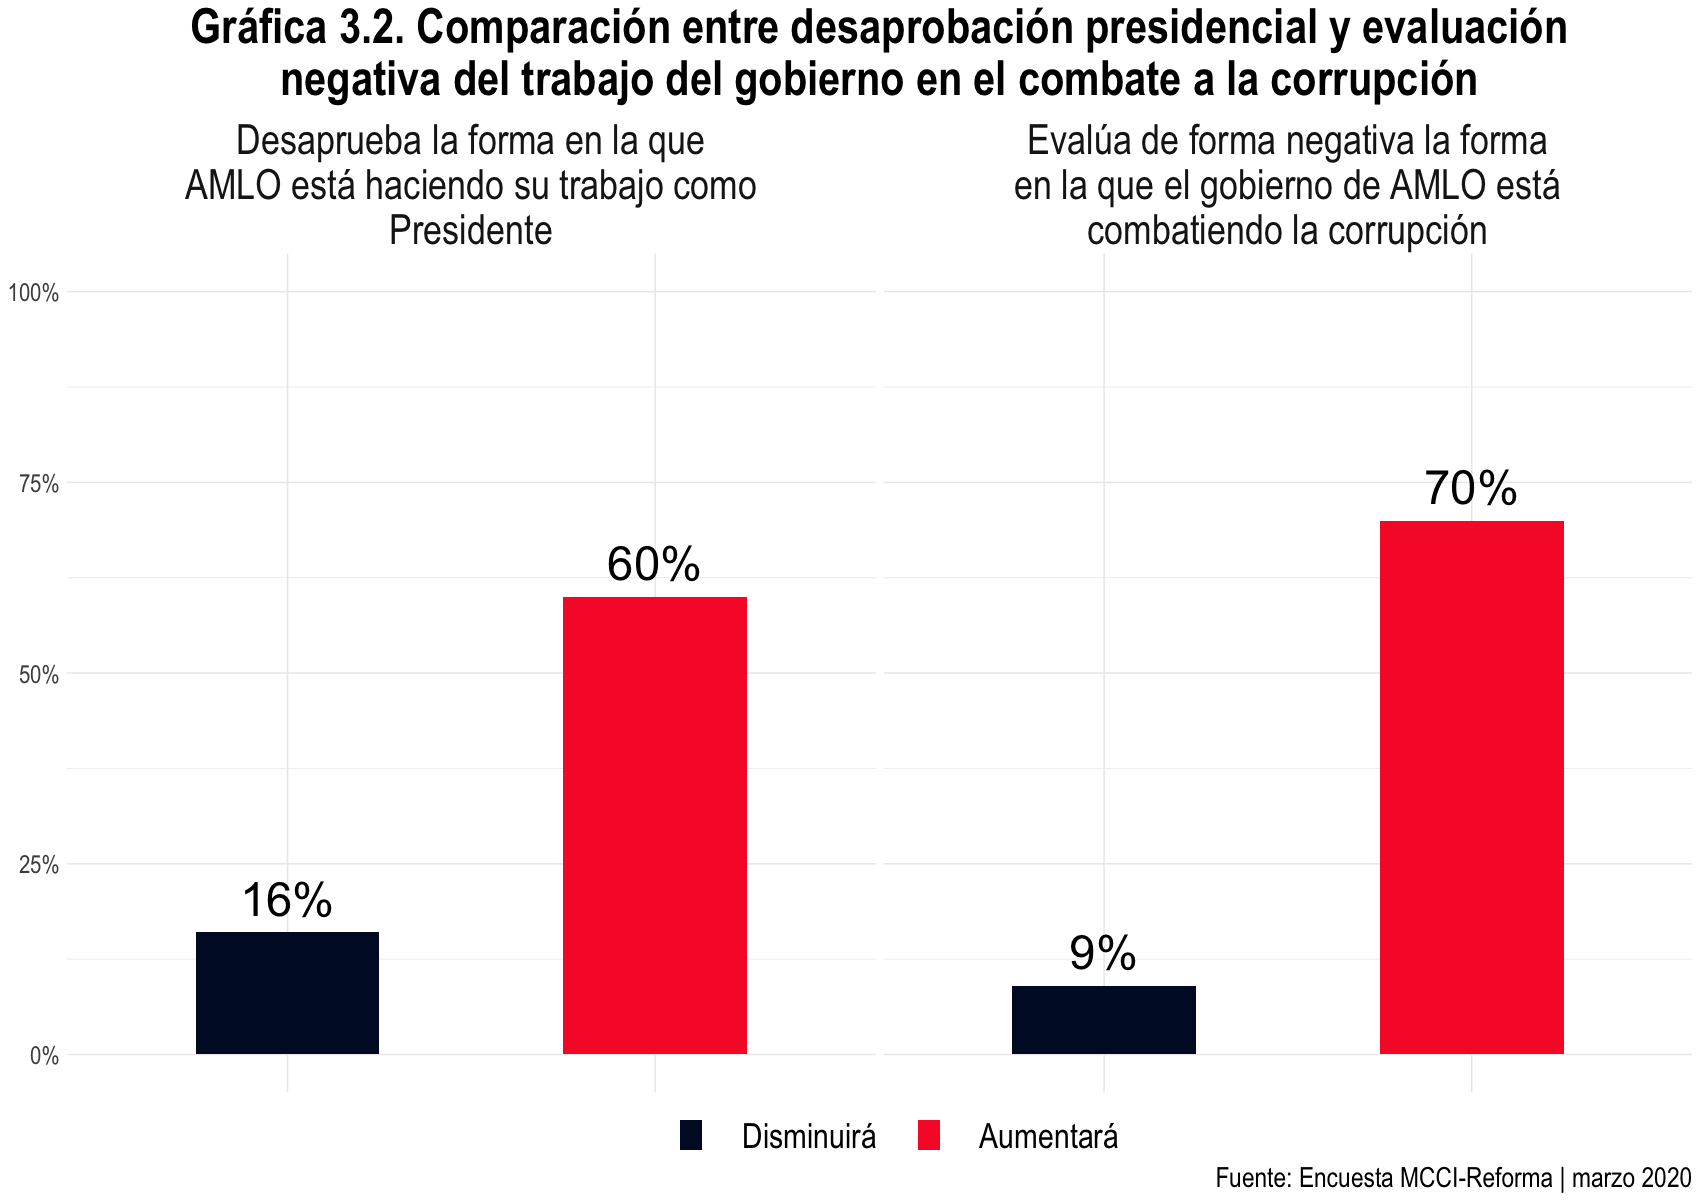 Gráfica 3.2. Comparación entre desaprobación presidencial y evaluación
negativa del trabajo del gobierno en el combate a la corrupción
Desaprueba la forma en la que
AMLO está haciendo su trabajo como
Presidente
Evalúa de forma negativa la forma
en la que el gobierno de AMLO está
combatiendo la corrupción
100%
75%
50%
25%
0%
16%
60%
9%
70%
Disminuirá
Aumentará
Fuente: Encuesta MCCI-Reforma | marzo 2020